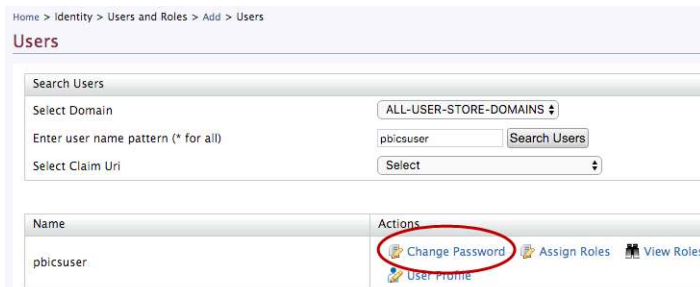 Home > Identity > Users and Roles > Add > Users
Users
Search Users
Select Domain ALL-USER-STORE-DOMAINS
Enter user name pattern (* for all) pbicsuser Search Users
Select Claim Uri Select
Name Actions
pbicsuser Change Password Assign Roles View Roles
User Profile